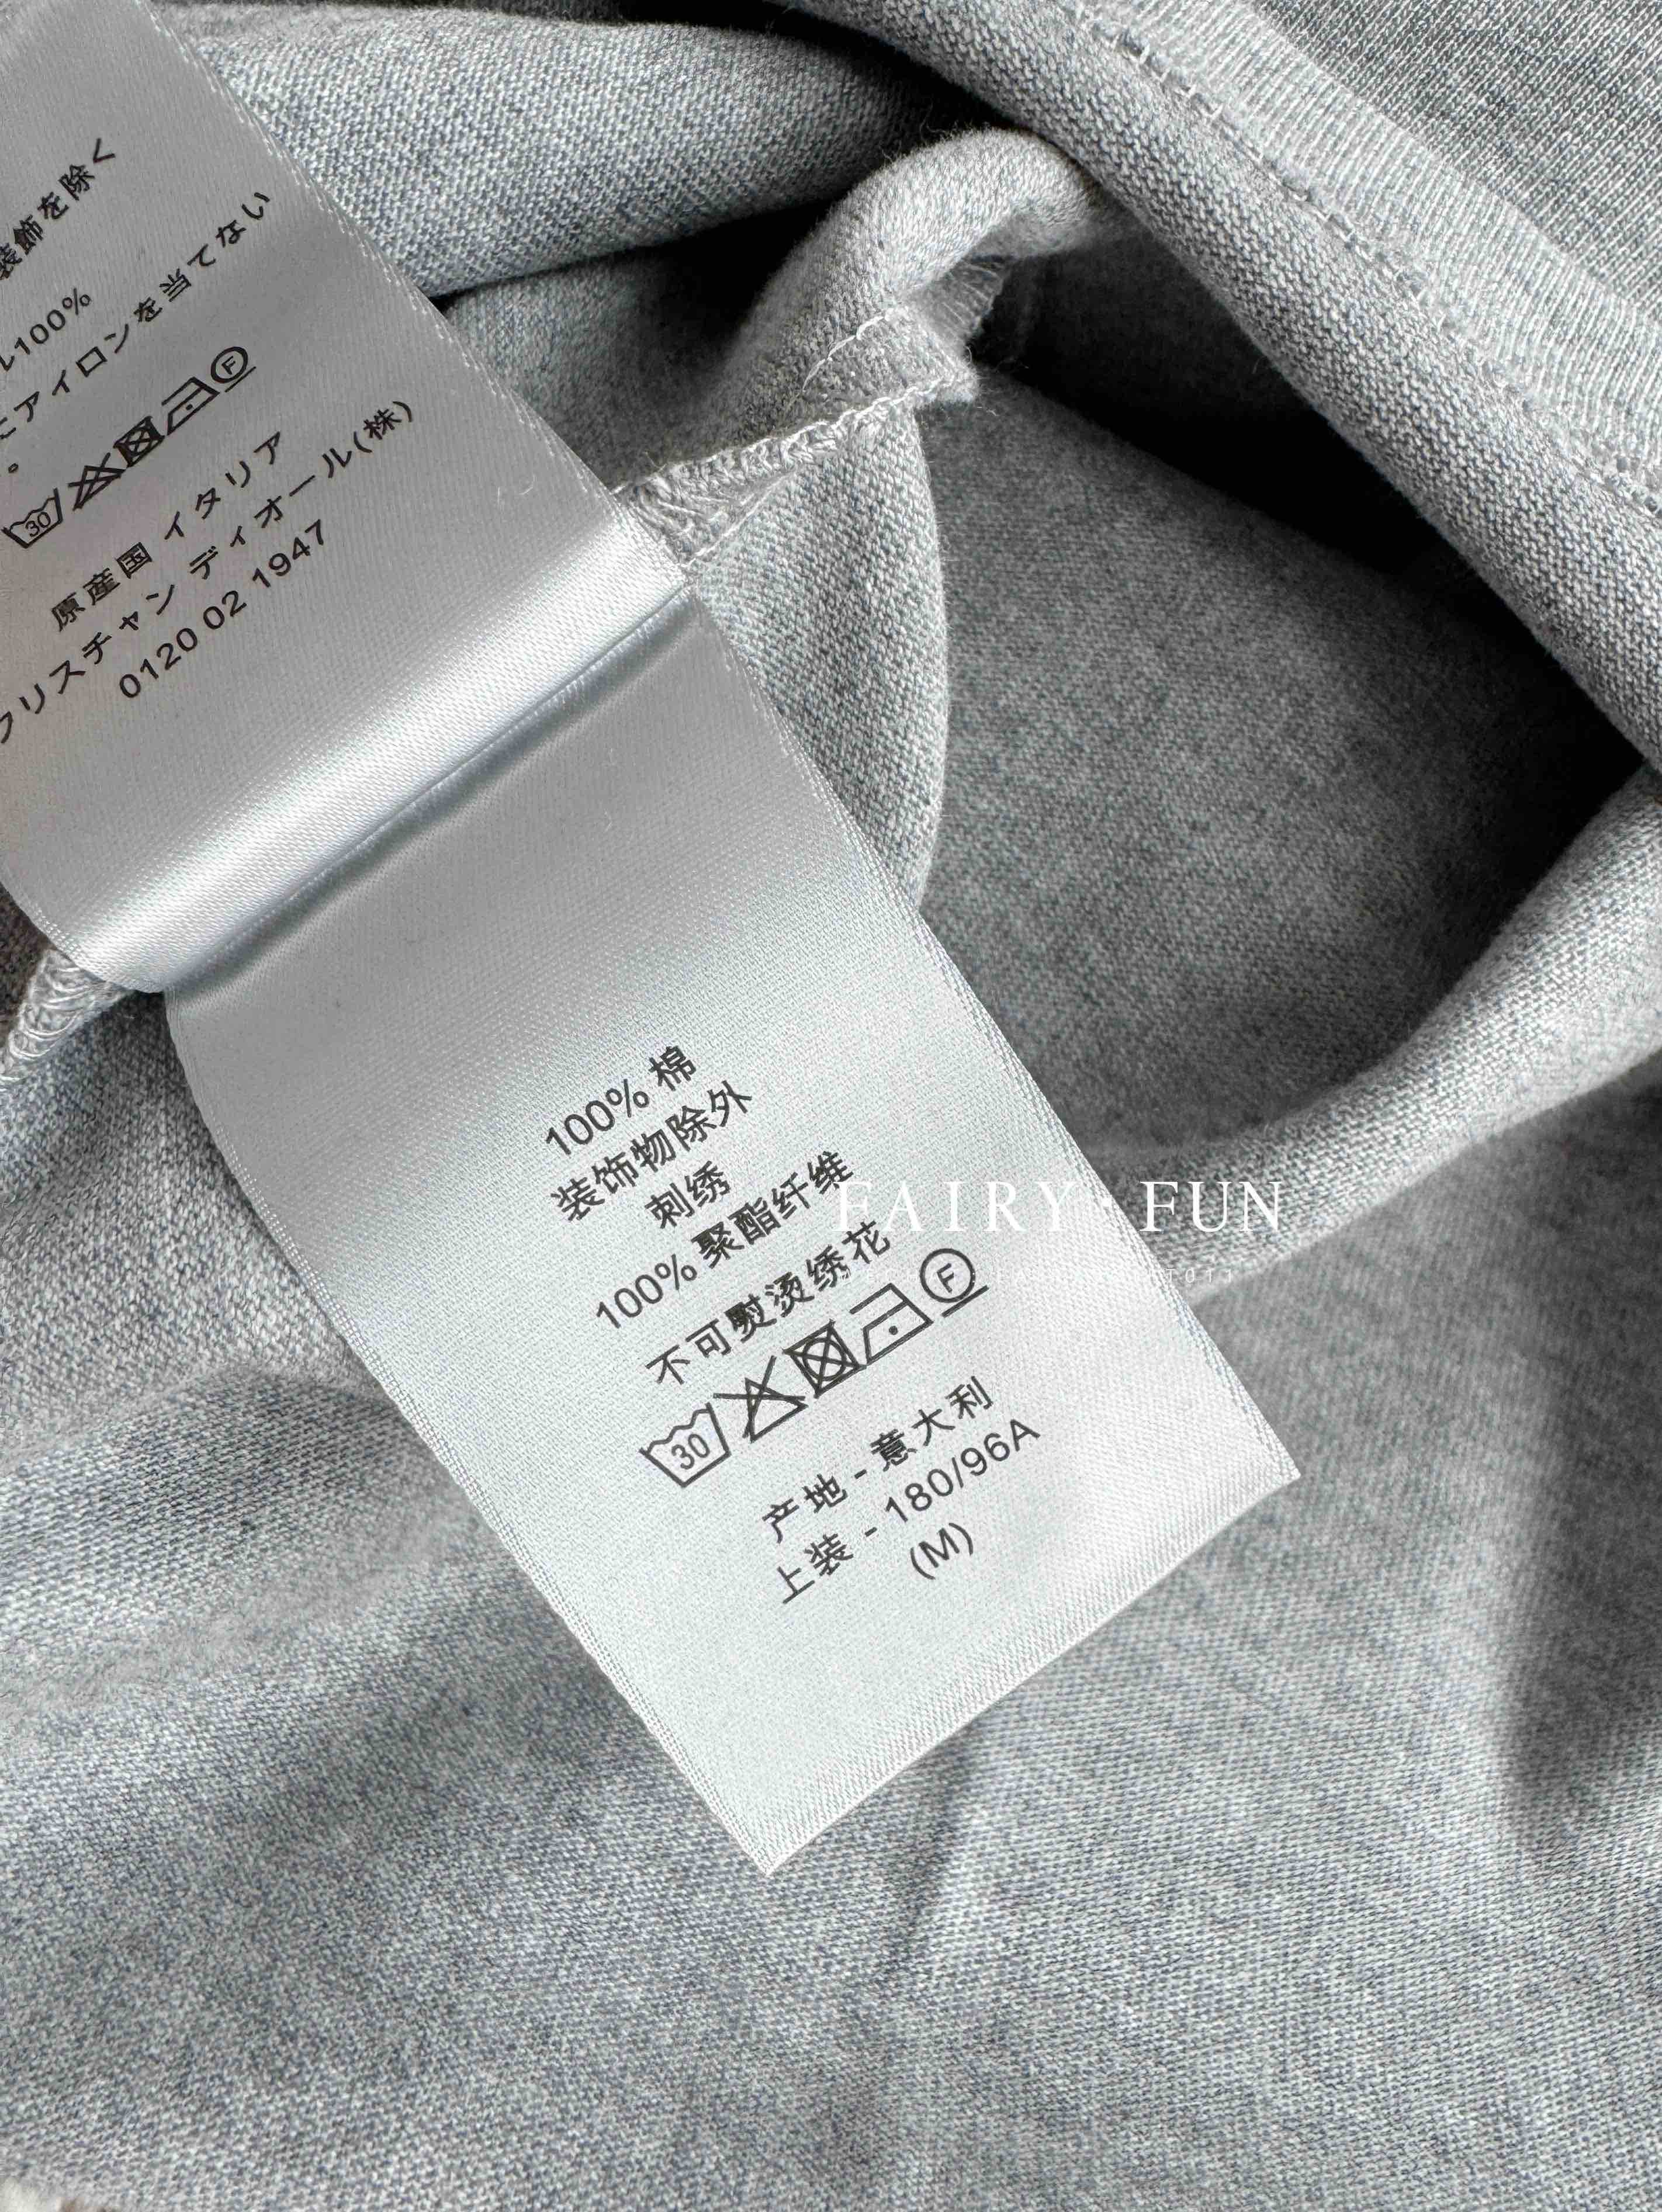 装飾を除く
ル100%
にアイロンを当てない
。
30 F
原産国 イタリア
クリスチャン ディオール(株)
0120 02 1947
100% 棉
装饰物除外
刺绣
100% 聚酯纤维
不可熨烫绣花
30 F
产地 - 意大利
上装 - 180/96A
(M)
FAIRY FUN